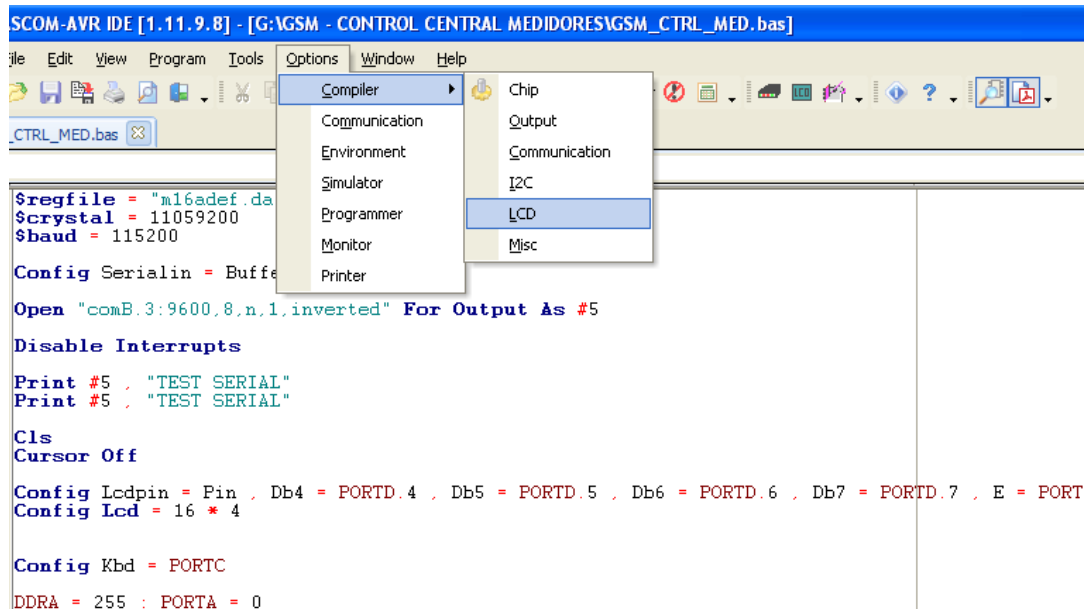 SCOM-AVR IDE [1.11.9.8] - [G:\GSM - CONTROL CENTRAL MEDIDORES\GSM_CTRL_MED.bas]
ile Edit View Program Tools Options Window Help
_CTRL_MED.bas
Compiler
Communication
Environment
Simulator
Programmer
Monitor
Printer
Chip
Output
Communication
I2C
LCD
Misc
$regfile = "m16adef.da
$crystal = 11059200
$baud = 115200
Config Serialin = Buffe
Open "comB.3:9600,8,n,1,inverted" For Output As #5
Disable Interrupts
Print #5 , "TEST SERIAL"
Print #5 , "TEST SERIAL"
Cls
Cursor Off
Config Lcdpin = Pin , Db4 = PORTD.4 , Db5 = PORTD.5 , Db6 = PORTD.6 , Db7 = PORTD.7 , E = PORT
Config Lcd = 16 * 4
Config Kbd = PORTC
DDRA = 255 : PORTA = 0